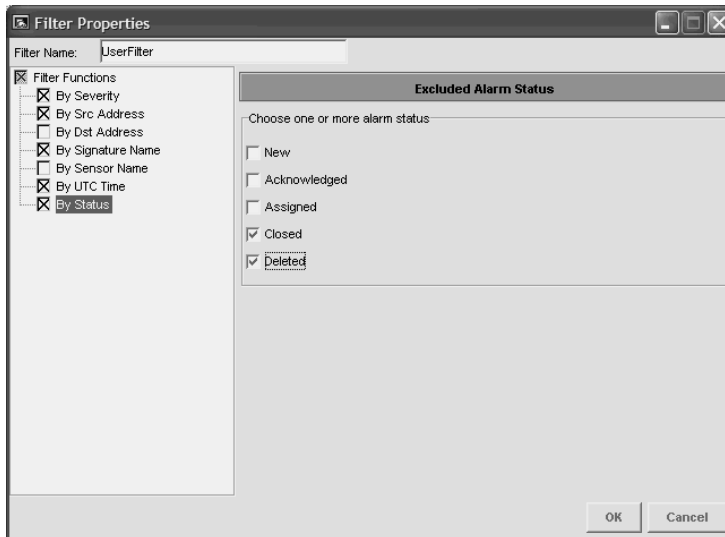 Filter Properties
Filter Name: UserFilter
Filter Functions
By Severity
By Src Address
By Dst Address
By Signature Name
By Sensor Name
By UTC Time
By Status
Excluded Alarm Status
Choose one or more alarm status
New
Acknowledged
Assigned
Closed
Deleted
OK Cancel